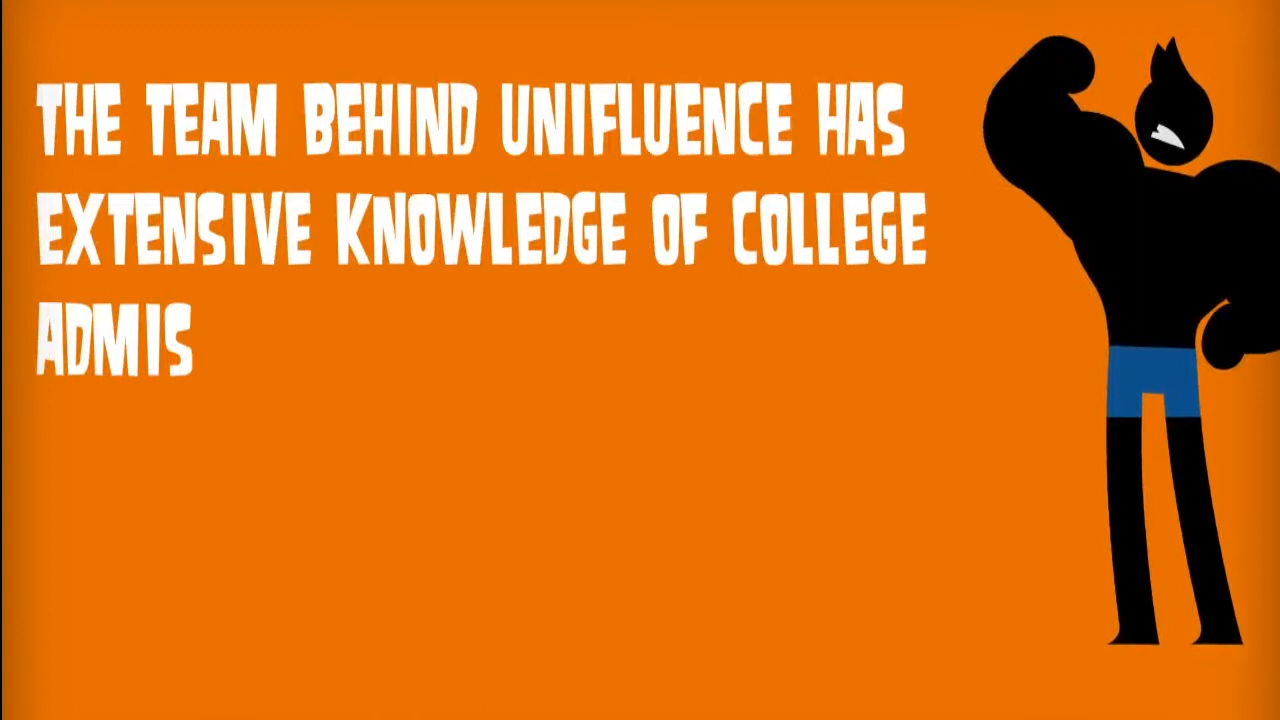 THE TEAM BEHIND UNIFLUENCE HAS
EXTENSIVE KNOWLEDGE OF COLLEGE
ADMIS